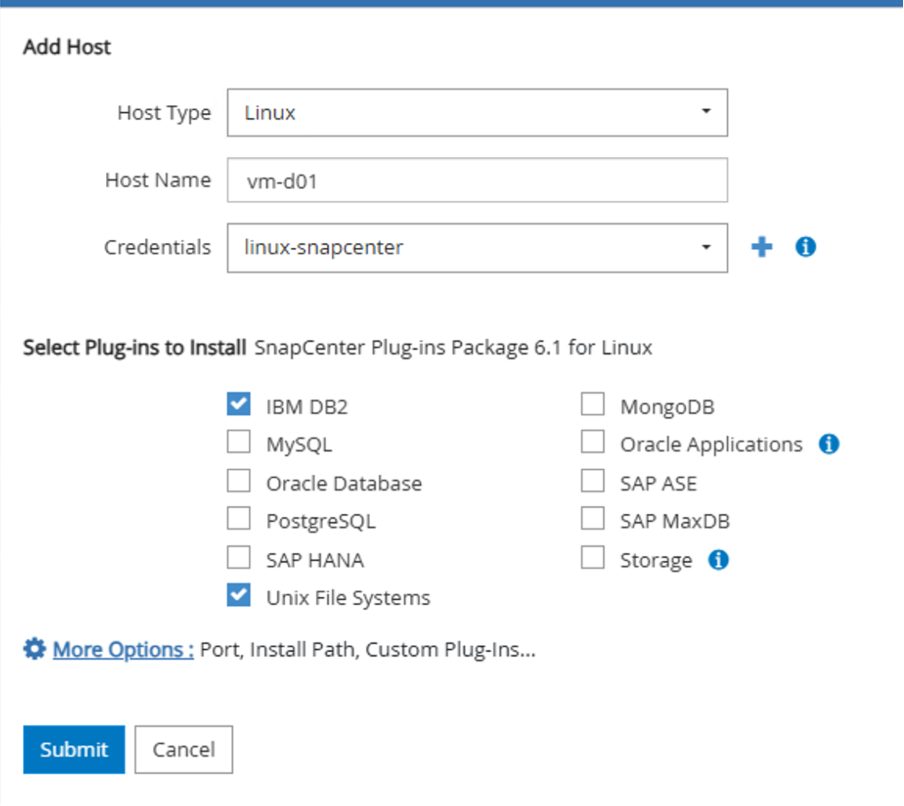 Add Host
Host Type Linux
Host Name vm-d01
Credentials linux-snapcenter
Select Plug-ins to Install SnapCenter Plug-ins Package 6.1 for Linux
IBM DB2 MongoDB
MySQL Oracle Applications
Oracle Database SAP ASE
PostgreSQL SAP MaxDB
SAP HANA Storage
Unix File Systems
More Options : Port, Install Path, Custom Plug-Ins...
Submit Cancel